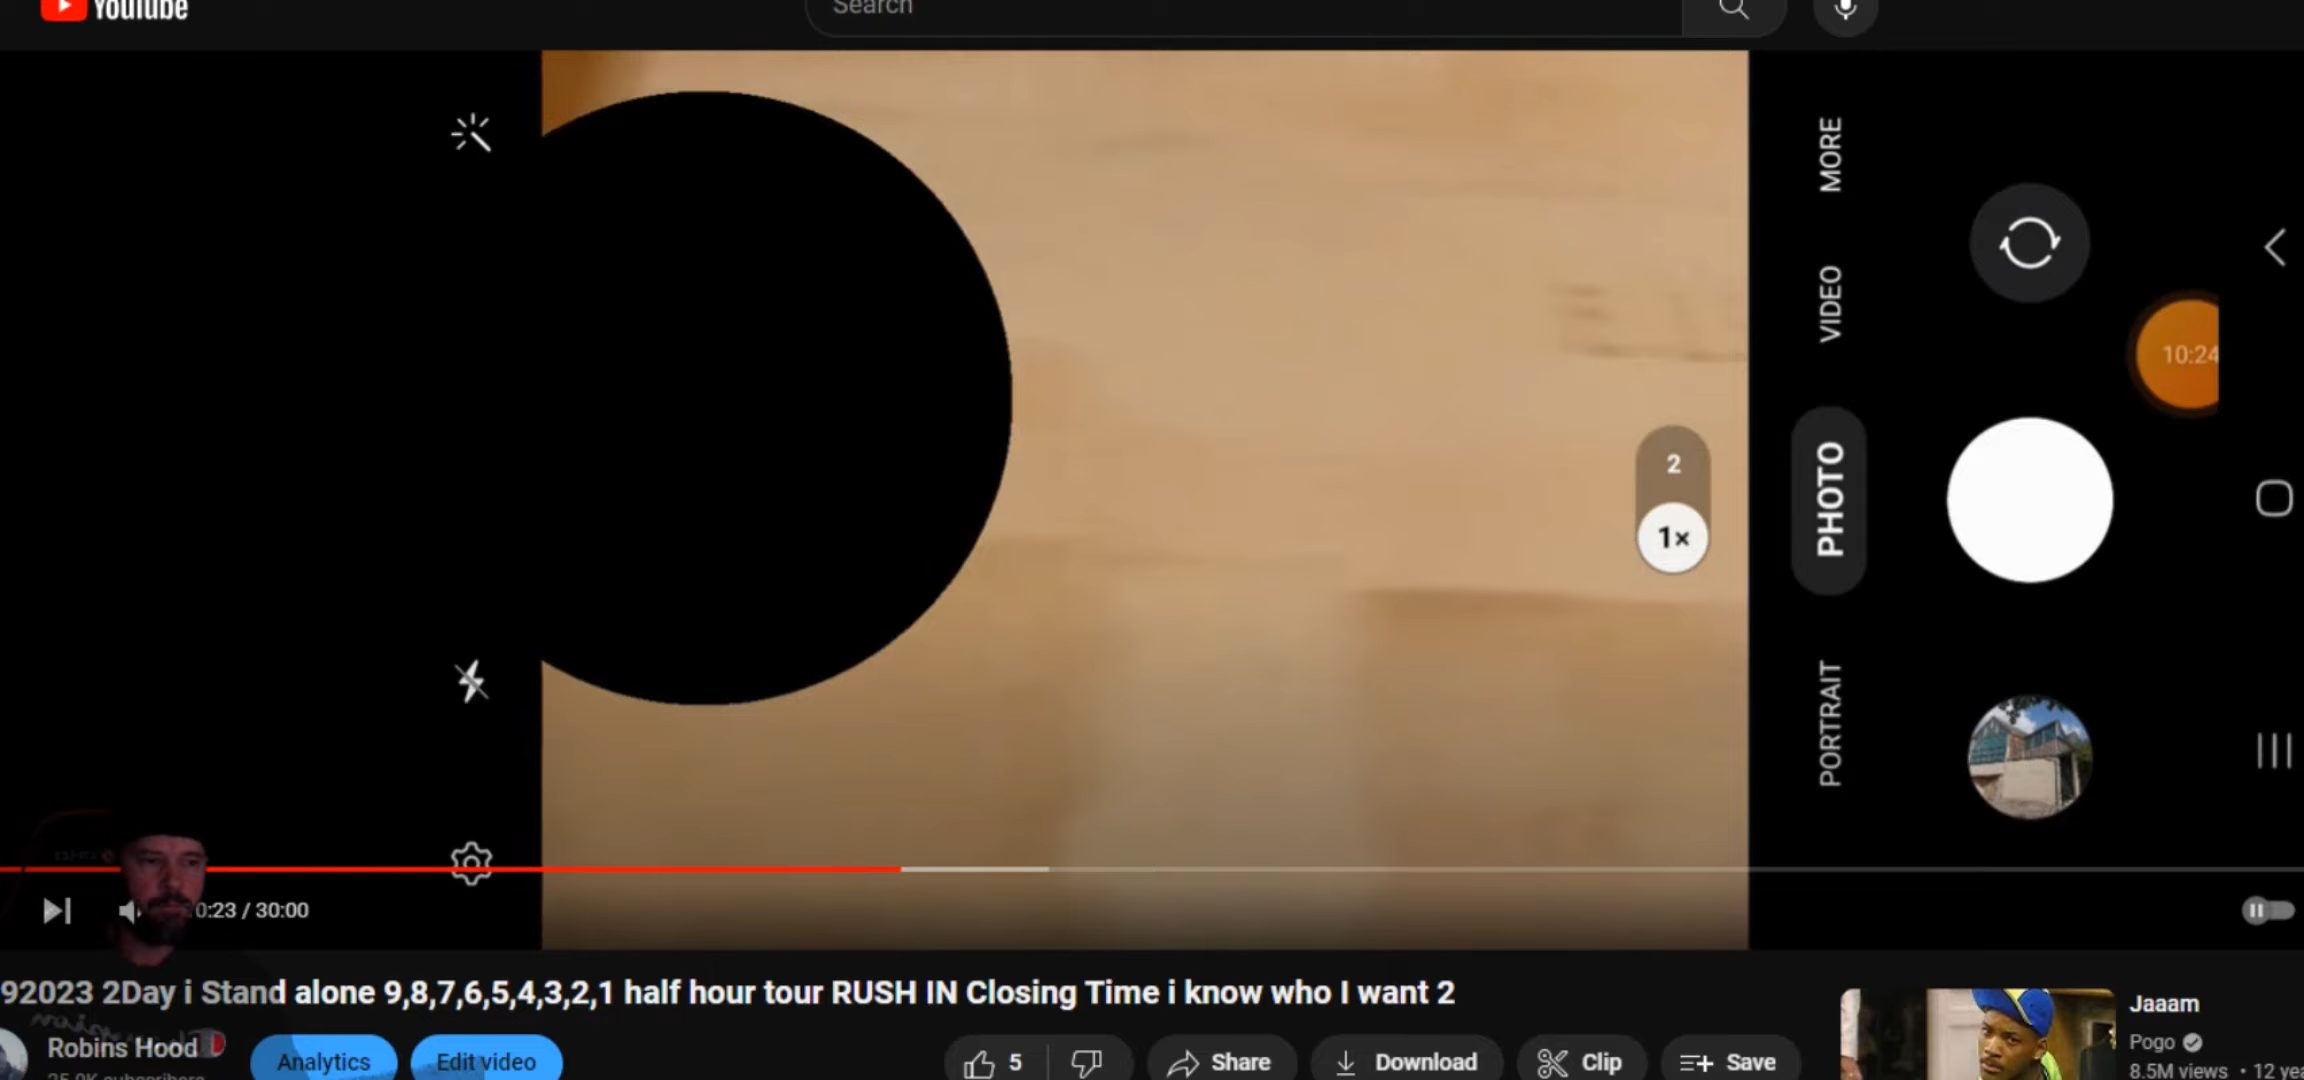 YouTube
Search
MORE
VIDEO
10:24
2
PHOTO
1×
PORTRAIT
0:23 / 30:00
92023 2Day i Stand alone 9,8,7,6,5,4,3,2,1 half hour tour RUSH IN Closing Time i know who I want 2
Jaaam
Robins Hood
Analytics
Edit video
5
Share
Download
Clip
Save
Pogo
8.5M views • 12 ye